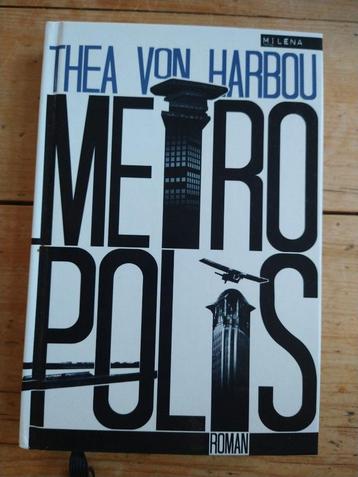 MILENA
THEA VON HARBOU
METRO
POLIS
ROMAN